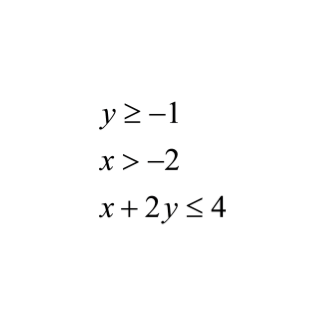 y ≥ −1
x > −2
x + 2y ≤ 4